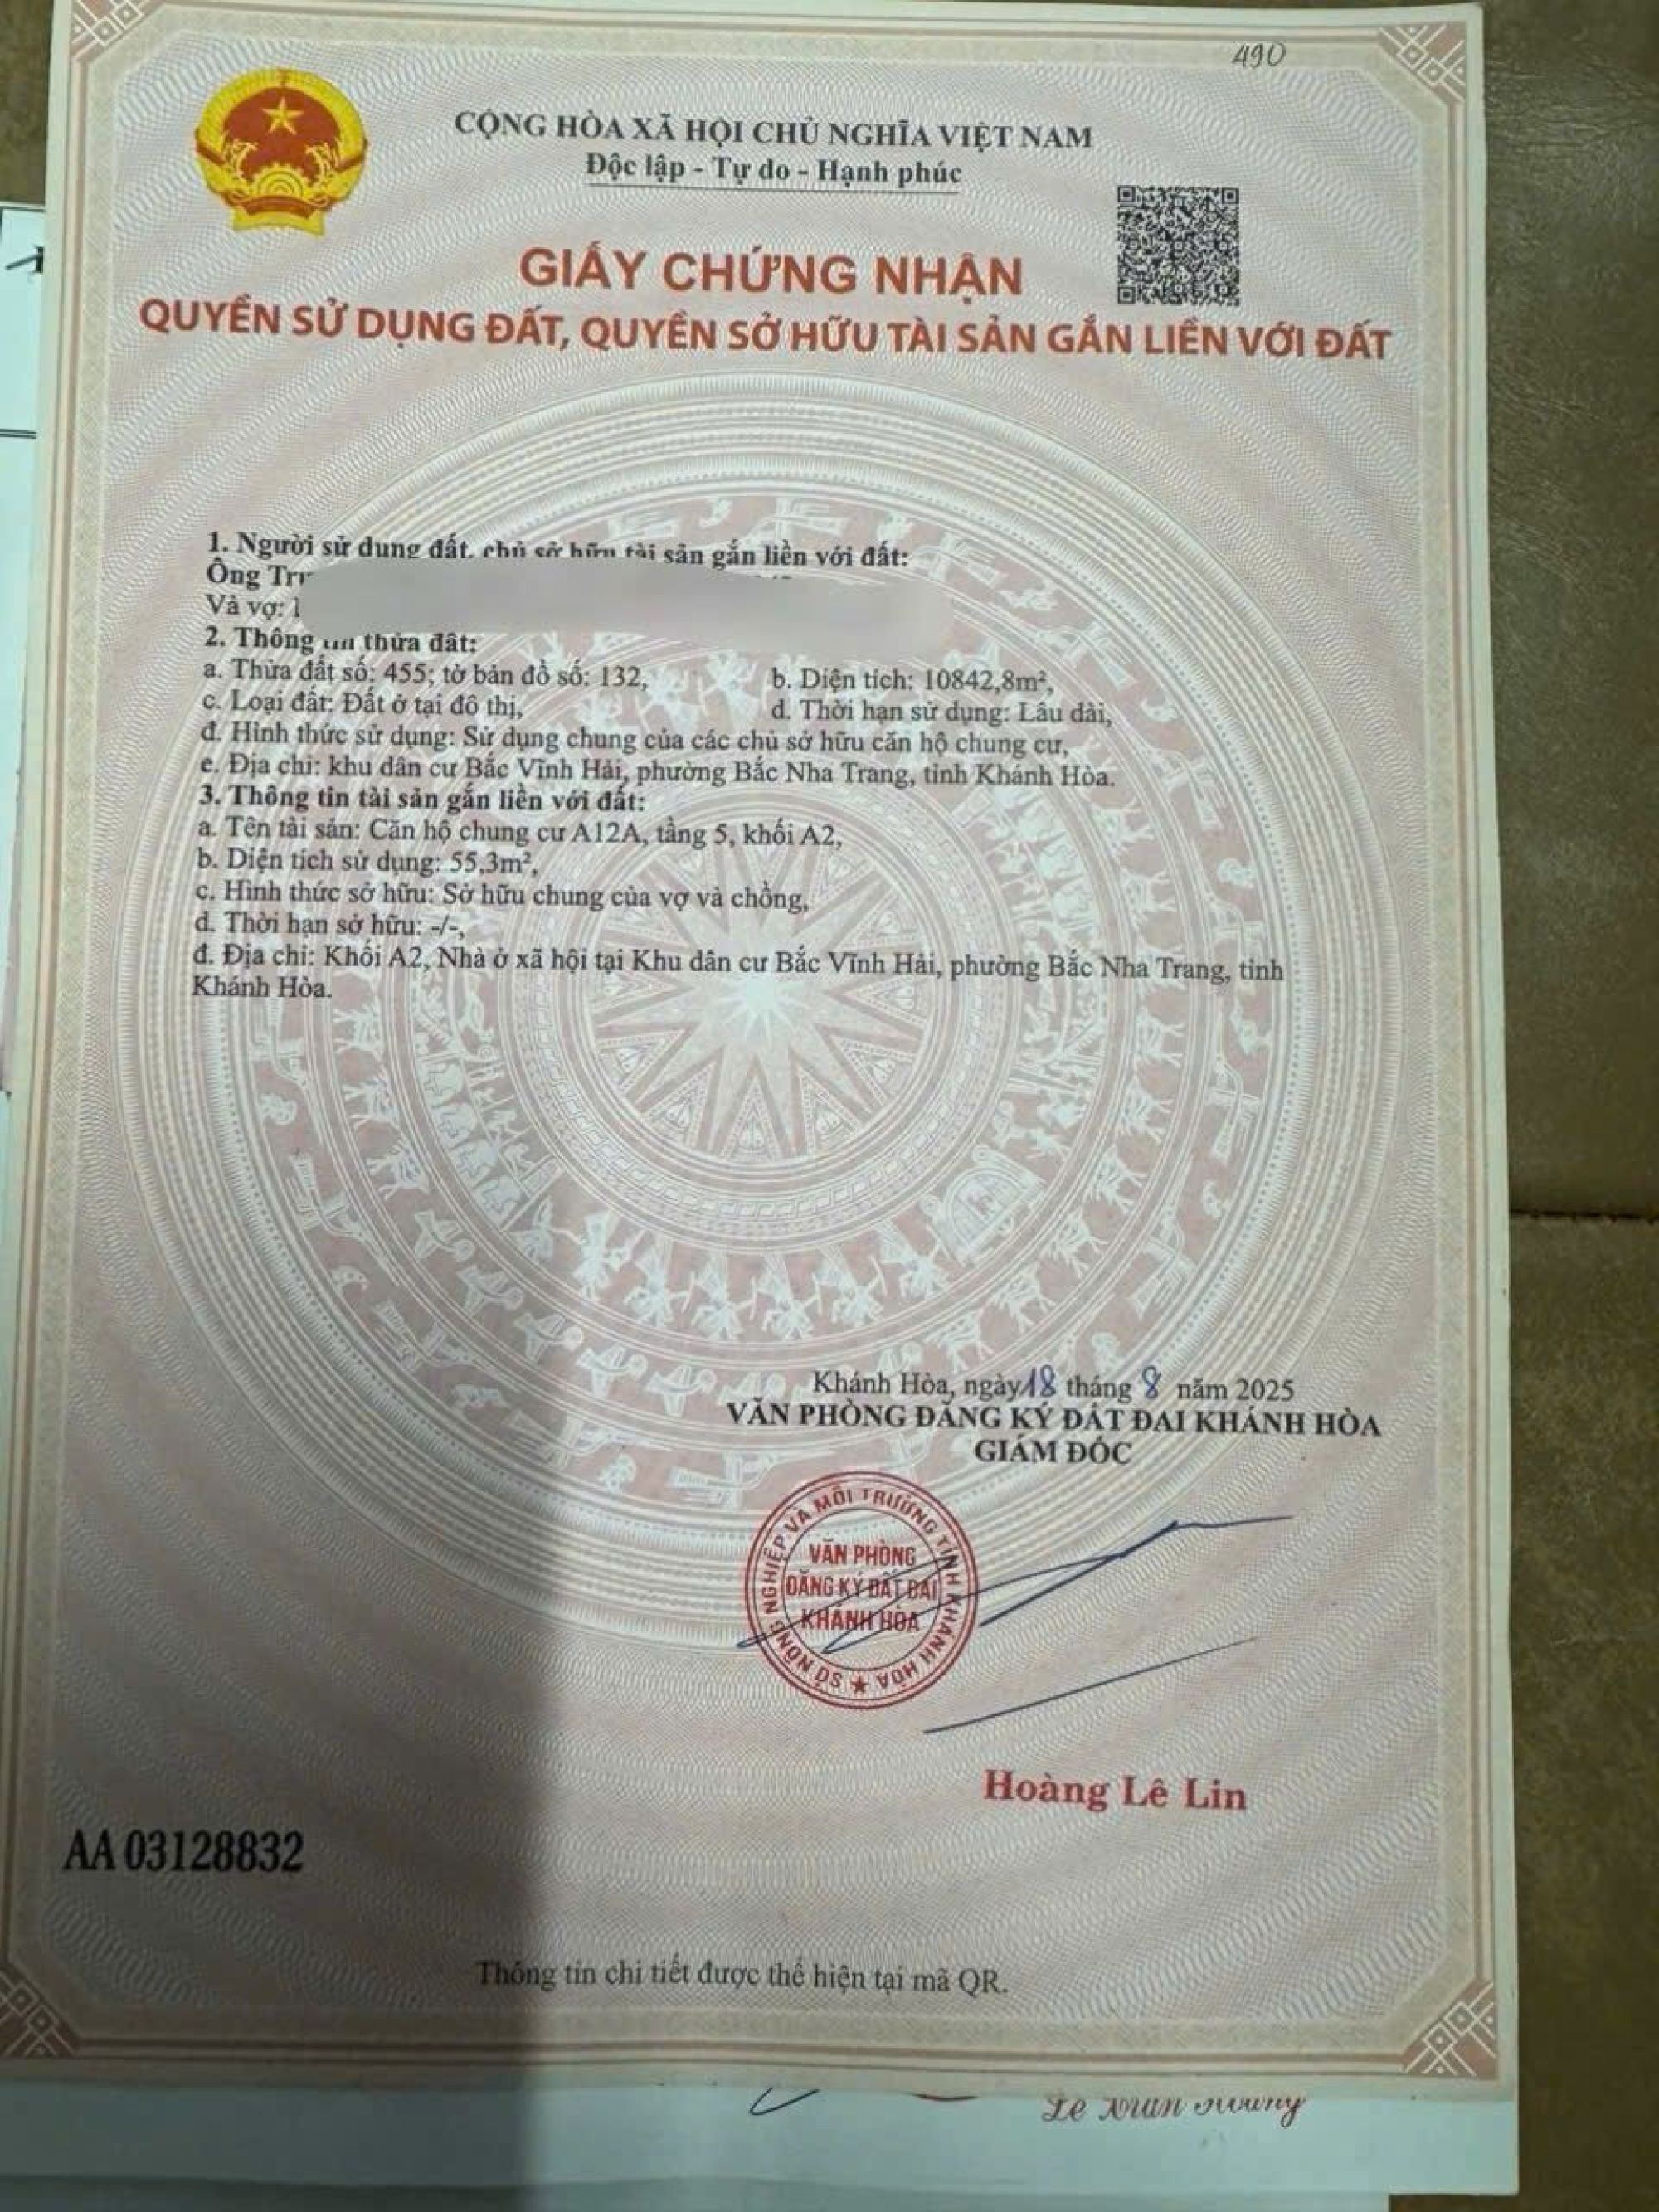 490
CỘNG HÒA XÃ HỘI CHỦ NGHĨA VIỆT NAM
Độc lập - Tự do - Hạnh phúc
GIẤY CHỨNG NHẬN
QUYỀN SỬ DỤNG ĐẤT, QUYỀN SỞ HỮU TÀI SẢN GẮN LIỀN VỚI ĐẤT
1. Người sử dụng đất, chủ sở hữu tài sản gắn liền với đất:
Ông
Và vợ:
2. Thông tin thửa đất:
a. Thửa đất số: 455; tờ bản đồ số: 132,
b. Diện tích: 10842,8m²,
c. Loại đất: Đất ở tại đô thị,
d. Thời hạn sử dụng: Lâu dài,
đ. Hình thức sử dụng: Sử dụng chung của các chủ sở hữu căn hộ chung cư,
e. Địa chỉ: khu dân cư Bắc Vĩnh Hải, phường Bắc Nha Trang, tỉnh Khánh Hòa.
3. Thông tin tài sản gắn liền với đất:
a. Tên tài sản: Căn hộ chung cư A12A, tầng 5, khối A2,
b. Diện tích sử dụng: 55,3m²,
c. Hình thức sở hữu: Sở hữu chung của vợ và chồng,
d. Thời hạn sở hữu: -/-,
đ. Địa chỉ: Khối A2, Nhà ở xã hội tại Khu dân cư Bắc Vĩnh Hải, phường Bắc Nha Trang, tỉnh
Khánh Hòa.
Khánh Hòa, ngày 18 tháng 8 năm 2025
VĂN PHÒNG ĐĂNG KÝ ĐẤT ĐAI KHÁNH HÒA
GIÁM ĐỐC
SỞ NÔNG NGHIỆP VÀ MÔI TRƯỜNG TỈNH KHÁNH HÒA
VĂN PHÒNG
ĐĂNG KÝ ĐẤT ĐAI
KHÁNH HÒA
Hoàng Lê Lin
AA 03128832
Thông tin chi tiết được thể hiện tại mã QR.